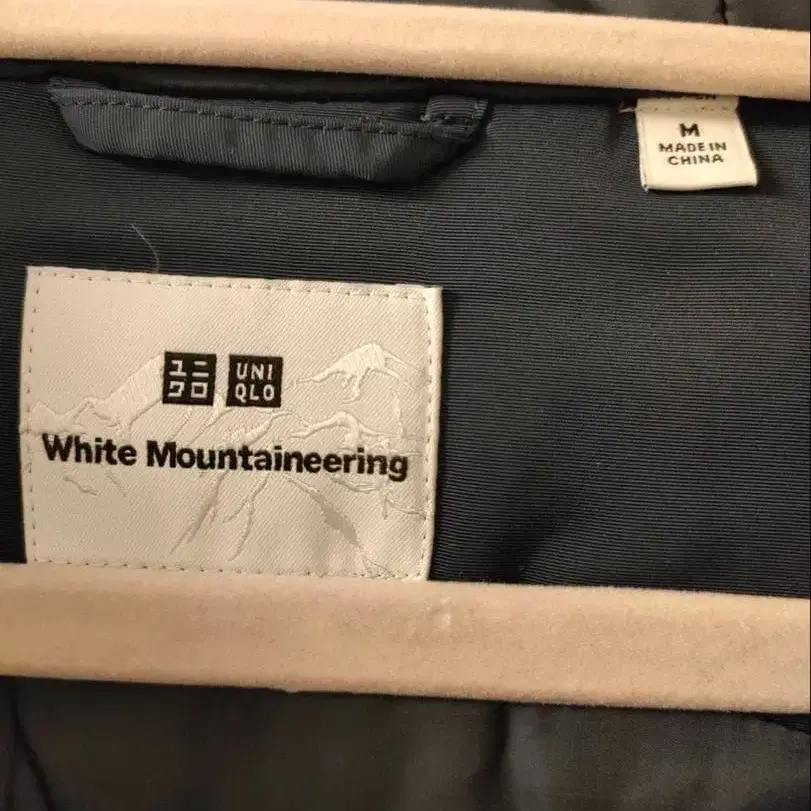 M
MADE IN
CHINA
ユニ
クロ
UNI
QLO
White Mountaineering